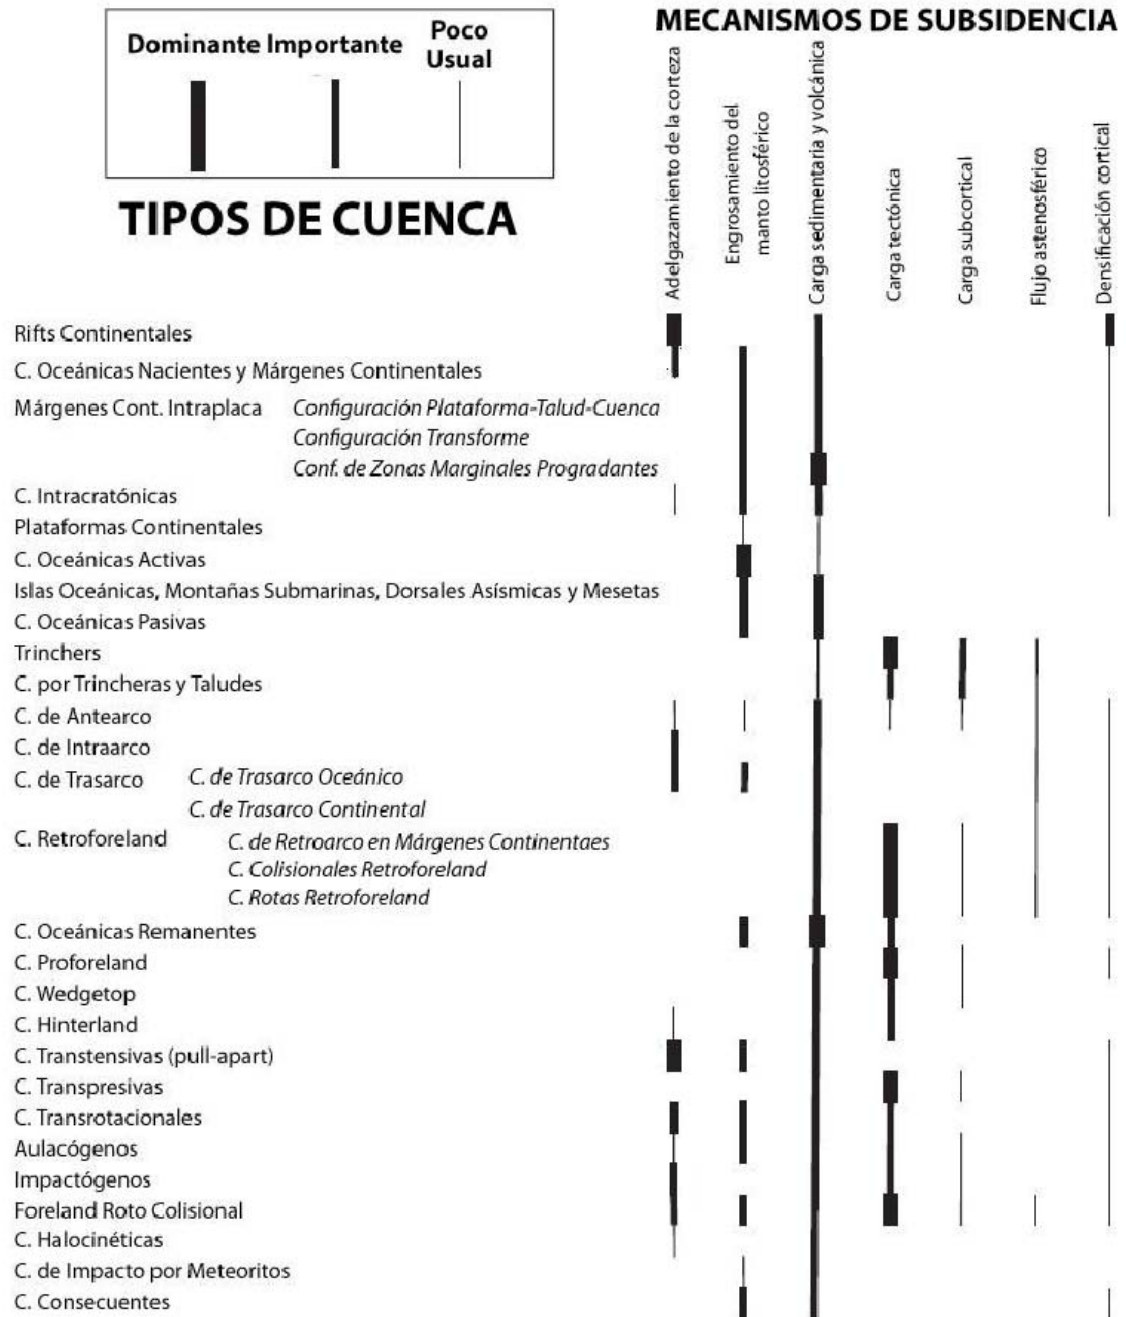 MECANISMOS DE SUBSIDENCIA
Dominante Importante Poco
Usual
Adelgazamiento de la corteza
Engrosamiento del
manto litosférico
Carga sedimentaria y volcánica
Carga tectónica
Carga subcortical
Flujo astenosférico
Densificación cortical
TIPOS DE CUENCA
Rifts Continentales
C. Oceánicas Nacientes y Márgenes Continentales
Márgenes Cont. Intraplaca Configuración Plataforma-Talud-Cuenca
Configuración Transforme
Conf. de Zonas Marginales Progradantes
C. Intracratónicas
Plataformas Continentales
C. Oceánicas Activas
Islas Oceánicas, Montañas Submarinas, Dorsales Asísmicas y Mesetas
C. Oceánicas Pasivas
Trinchers
C. por Trincheras y Taludes
C. de Antearco
C. de Intraarco
C. de Trasarco C. de Trasarco Oceánico
C. de Trasarco Continental
C. Retroforeland C. de Retroarco en Márgenes Continentaes
C. Colisionales Retroforeland
C. Rotas Retroforeland
C. Oceánicas Remanentes
C. Proforeland
C. Wedgetop
C. Hinterland
C. Transtensivas (pull-apart)
C. Transpresivas
C. Transrotacionales
Aulacógenos
Impactógenos
Foreland Roto Colisional
C. Halocinéticas
C. de Impacto por Meteoritos
C. Consecuentes